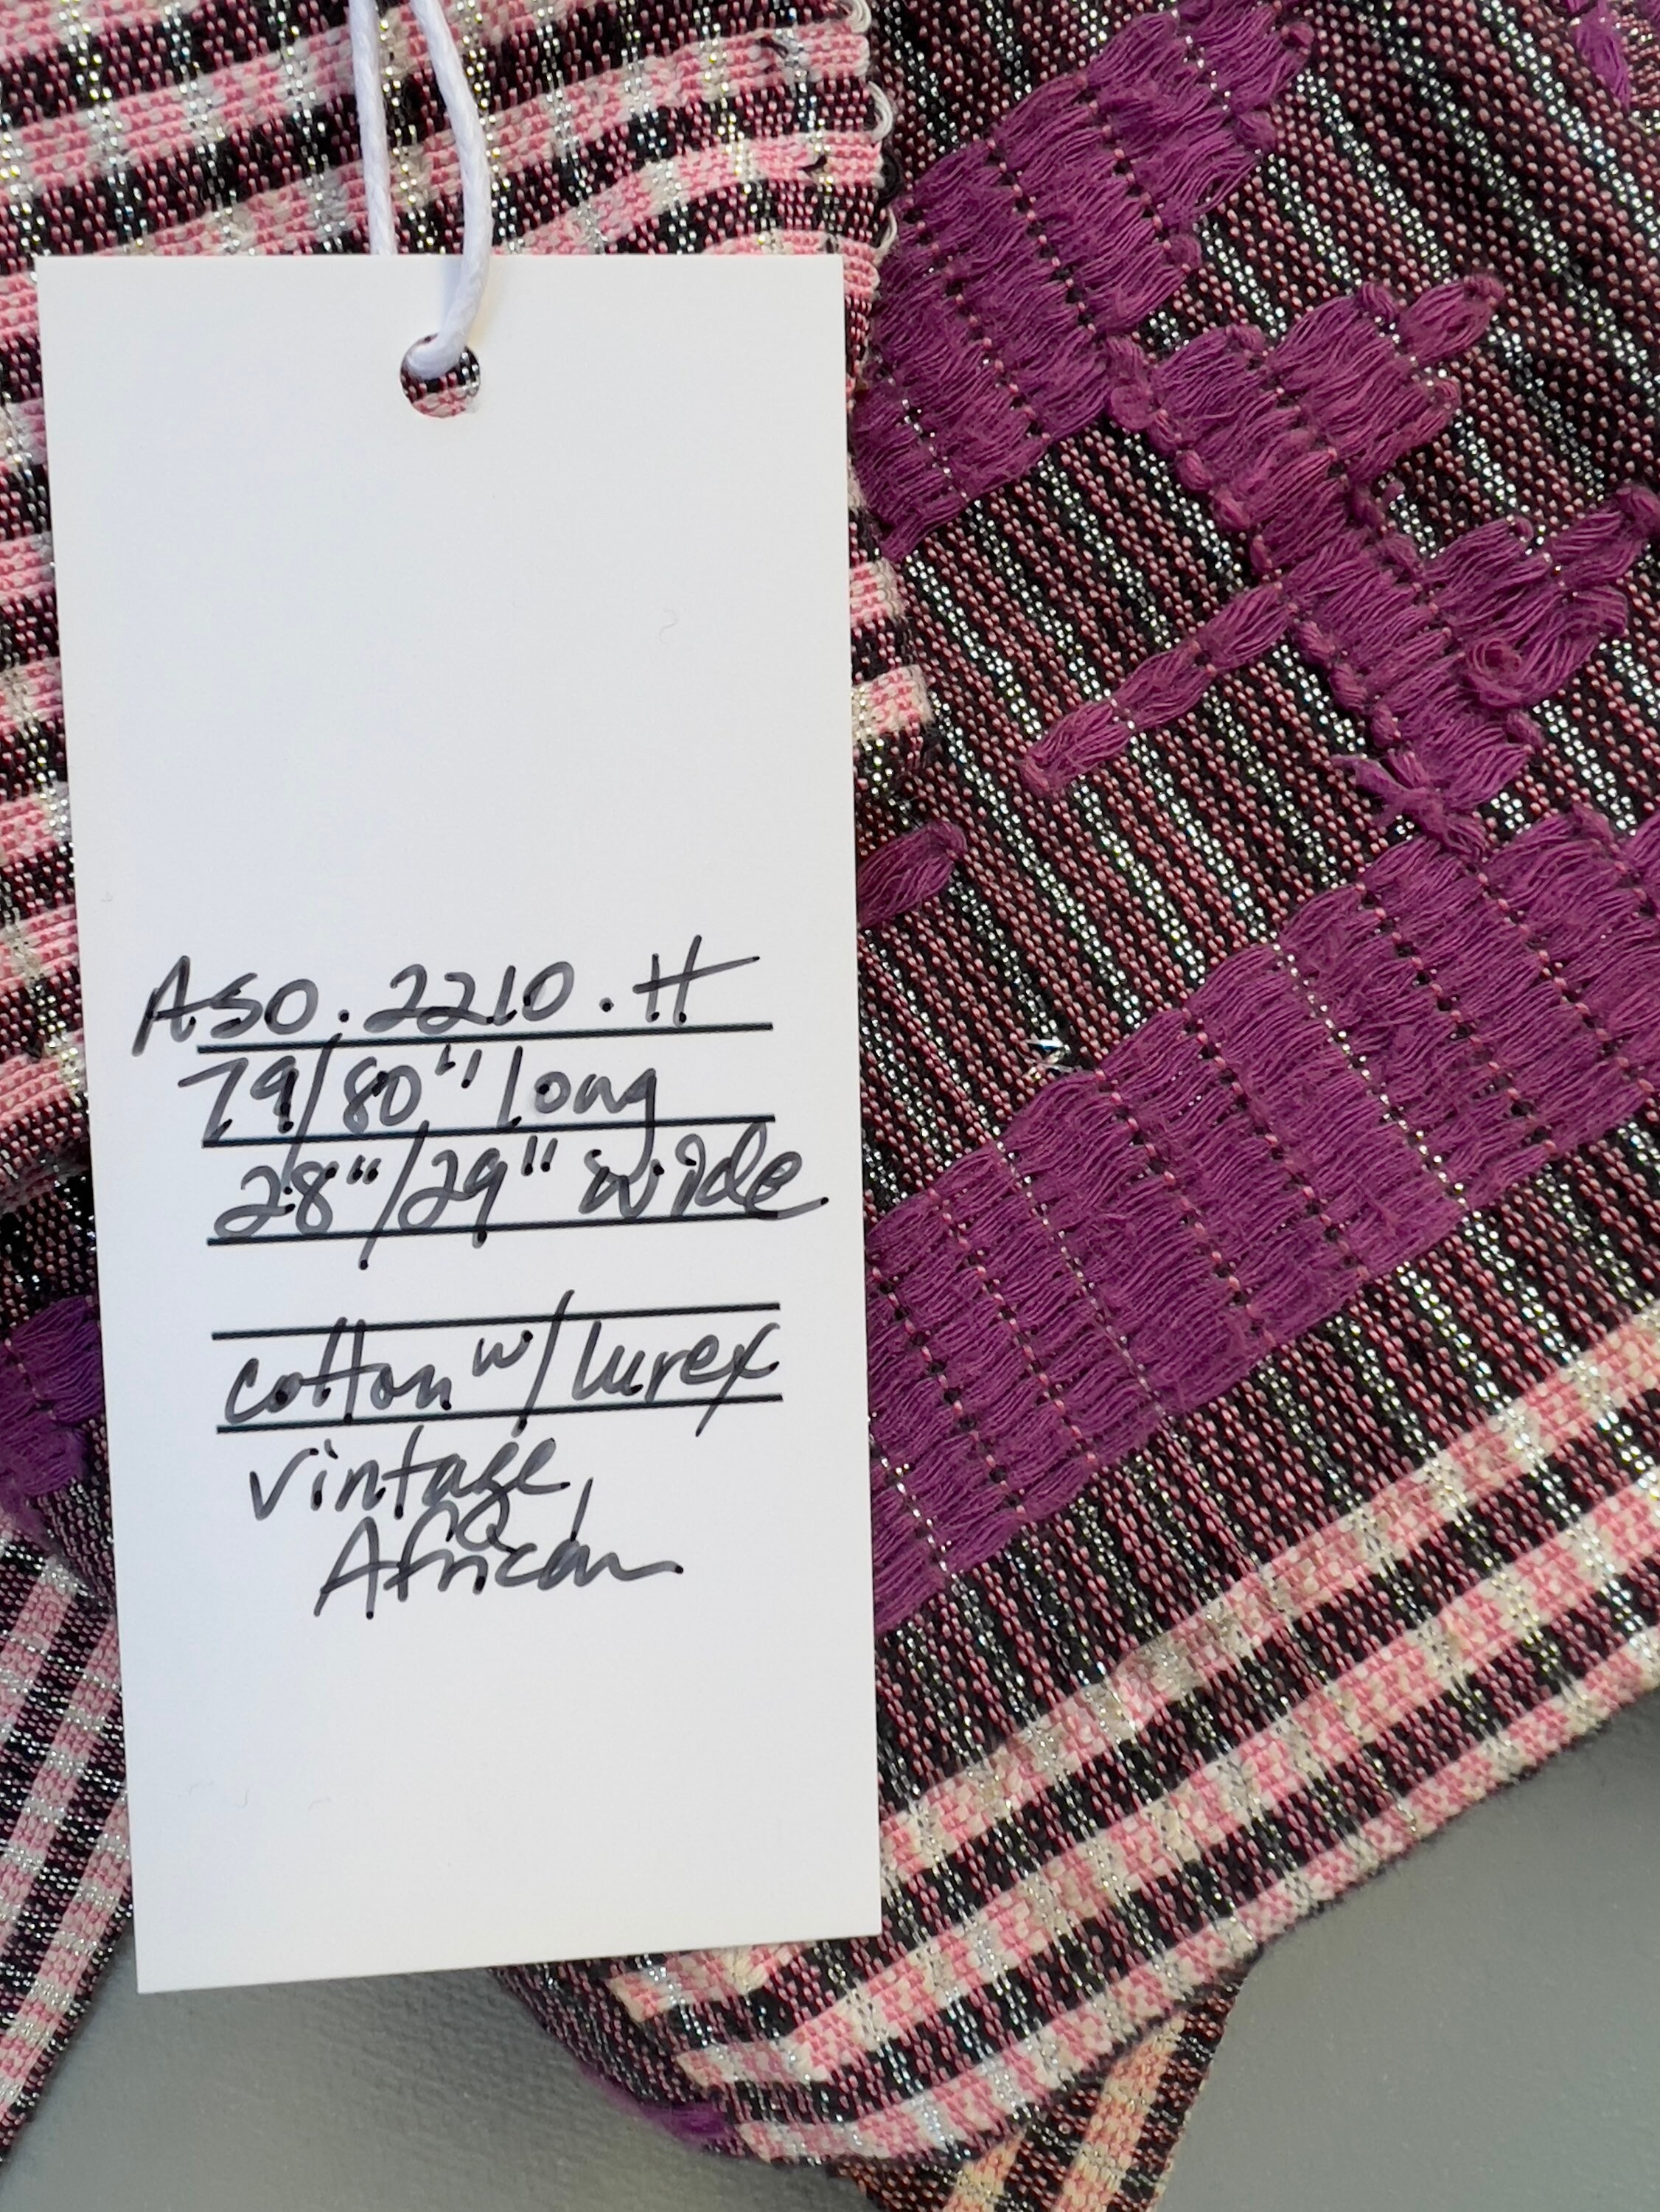 ASO.2210.H
79/80" long
28"/29" wide
cotton w/ lurex
vintage,
African